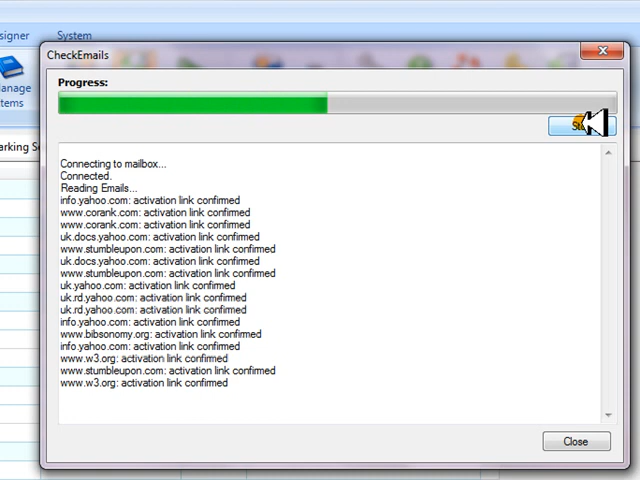 signer System
CheckEmails
Progress:
anage
tems
arking S
Connecting to mailbox...
Connected.
Reading Emails...
info.yahoo.com: activation link confirmed
www.corank.com: activation link confirmed
www.corank.com: activation link confirmed
uk.docs.yahoo.com: activation link confirmed
www.stumbleupon.com: activation link confirmed
uk.docs.yahoo.com: activation link confirmed
www.stumbleupon.com: activation link confirmed
uk.yahoo.com: activation link confirmed
uk.rd.yahoo.com: activation link confirmed
uk.rd.yahoo.com: activation link confirmed
info.yahoo.com: activation link confirmed
www.bibsonomy.org: activation link confirmed
info.yahoo.com: activation link confirmed
www.w3.org: activation link confirmed
www.stumbleupon.com: activation link confirmed
www.w3.org: activation link confirmed
Close